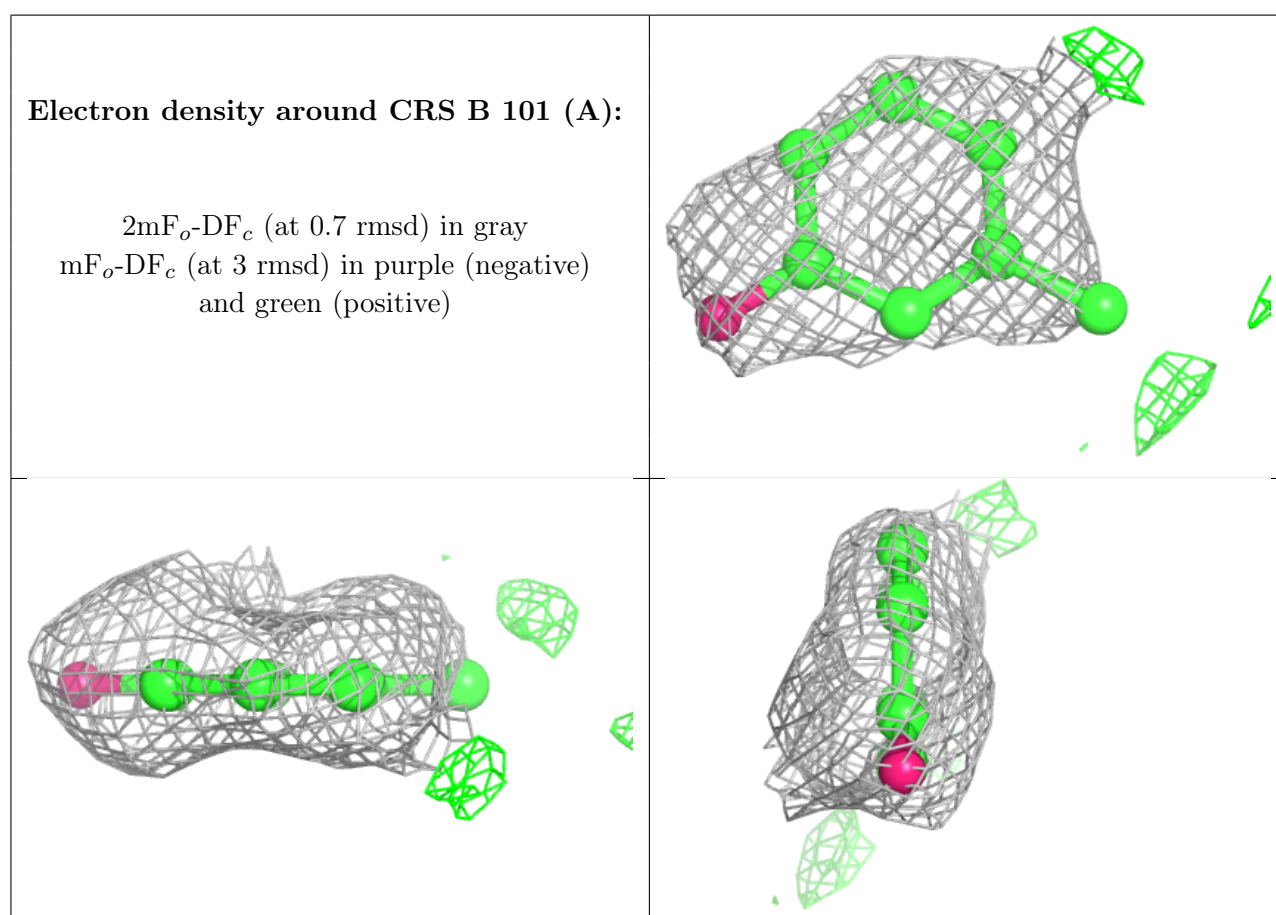 Electron density around CRS B 101 (A):
2mFo-DFc (at 0.7 rmsd) in gray
mFo-DFc (at 3 rmsd) in purple (negative)
and green (positive)